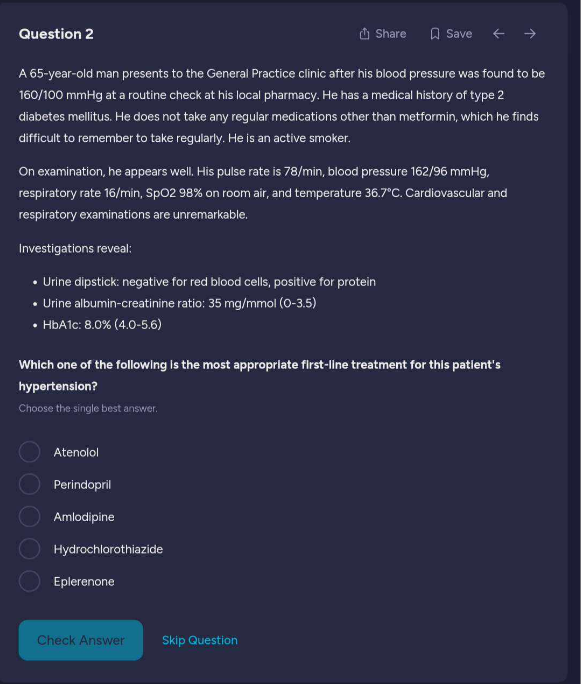 Question 2
Share
Save
A 65-year-old man presents to the General Practice clinic after his blood pressure was found to be
160/100 mmHg at a routine check at his local pharmacy. He has a medical history of type 2
diabetes mellitus. He does not take any regular medications other than metformin, which he finds
difficult to remember to take regularly. He is an active smoker.
On examination, he appears well. His pulse rate is 78/min, blood pressure 162/96 mmHg,
respiratory rate 16/min, SpO2 98% on room air, and temperature 36.7°C. Cardiovascular and
respiratory examinations are unremarkable.
Investigations reveal:
• Urine dipstick: negative for red blood cells, positive for protein
• Urine albumin-creatinine ratio: 35 mg/mmol (0-3.5)
• HbA1c: 8.0% (4.0-5.6)
Which one of the following is the most appropriate first-line treatment for this patient's
hypertension?
Choose the single best answer.
Atenolol
Perindopril
Amlodipine
Hydrochlorothiazide
Eplerenone
Check Answer
Skip Question